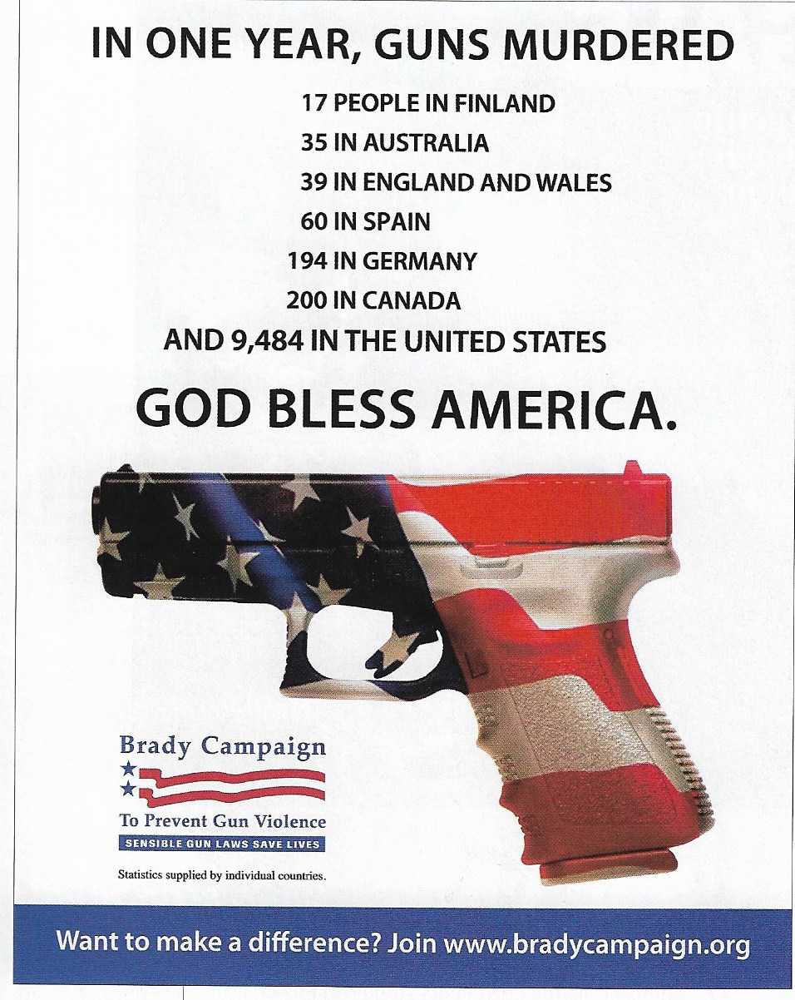 IN ONE YEAR, GUNS MURDERED
17 PEOPLE IN FINLAND
35 IN AUSTRALIA
39 IN ENGLAND AND WALES
60 IN SPAIN
194 IN GERMANY
200 IN CANADA
AND 9,484 IN THE UNITED STATES
GOD BLESS AMERICA.
Brady Campaign
To Prevent Gun Violence
SENSIBLE GUN LAWS SAVE LIVES
Statistics supplied by individual countries.
Want to make a difference? Join www.bradycampaign.org